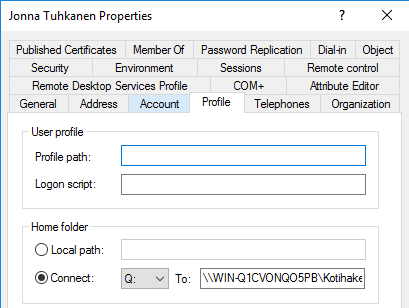 Jonna Tuhkanen Properties
Published Certificates Member Of Password Replication Dial-in Object
Security Environment Sessions Remote control
Remote Desktop Services Profile COM+ Attribute Editor
General Address Account Profile Telephones Organization
User profile
Profile path:
Logon script:
Home folder
Local path:
Connect: Q: To: \\WIN-Q1CVONQO5PB\Kotihake